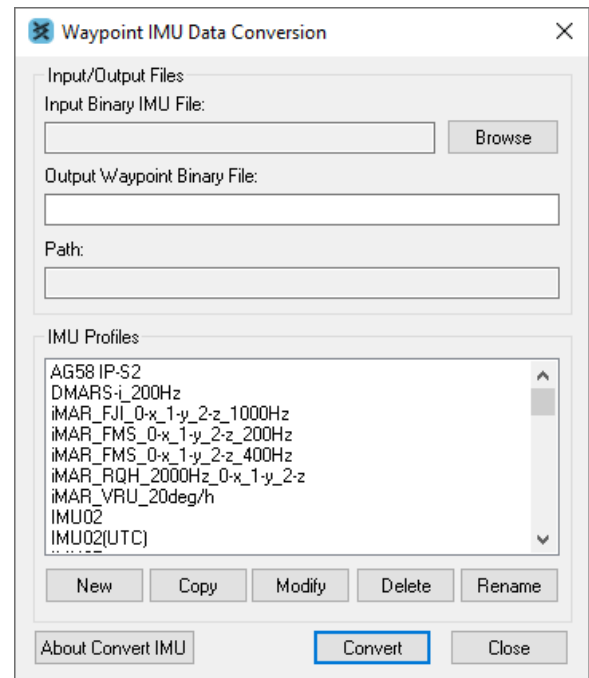 Waypoint IMU Data Conversion
Input/Output Files
Input Binary IMU File:
Browse
Output Waypoint Binary File:
Path:
IMU Profiles
AG58 IP-S2
DMARS-i_200Hz
iMAR_FJI_0-x_1-y_2-z_1000Hz
iMAR_FMS_0-x_1-y_2-z_200Hz
iMAR_FMS_0-x_1-y_2-z_400Hz
iMAR_RQH_2000Hz_0-x_1-y_2-z
iMAR_VRU_20deg/h
IMU02
IMU02(UTC)
New Copy Modify Delete Rename
About Convert IMU Convert Close